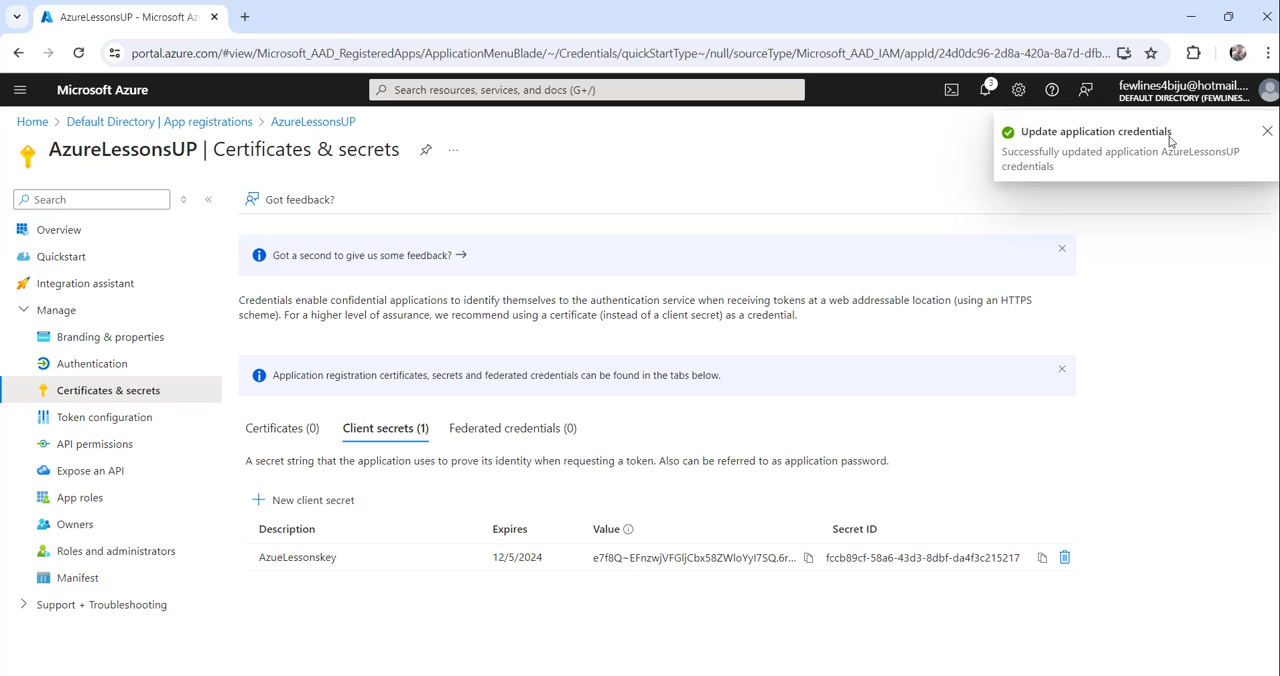 AzureLessonsUP - Microsoft Az
portal.azure.com/#view/Microsoft_AAD_RegisteredApps/ApplicationMenuBlade/~/Credentials/quickStartType~/null/sourceType/Microsoft_AAD_IAM/appId/24d0dc96-2d8a-420a-8a7d-dfb...
Microsoft Azure
Search resources, services, and docs (G+/)
3
fewlines4biju@hotmail....
DEFAULT DIRECTORY (FEWLINES...
Home > Default Directory | App registrations > AzureLessonsUP
AzureLessonsUP | Certificates & secrets
Update application credentials
Successfully updated application AzureLessonsUP
credentials
Search
Got feedback?
Overview
Quickstart
Integration assistant
Manage
Branding & properties
Authentication
Certificates & secrets
Token configuration
API permissions
Expose an API
App roles
Owners
Roles and administrators
Manifest
Support + Troubleshooting
Got a second to give us some feedback?
Credentials enable confidential applications to identify themselves to the authentication service when receiving tokens at a web addressable location (using an HTTPS
scheme). For a higher level of assurance, we recommend using a certificate (instead of a client secret) as a credential.
Application registration certificates, secrets and federated credentials can be found in the tabs below.
Certificates (0) Client secrets (1) Federated credentials (0)
A secret string that the application uses to prove its identity when requesting a token. Also can be referred to as application password.
New client secret
Description Expires Value Secret ID
AzueLessonskey 12/5/2024 e7f8Q~EFnzwjVFGljCbx58ZWloYyI7SQ.6r... fccb89cf-58a6-43d3-8dbf-da4f3c215217